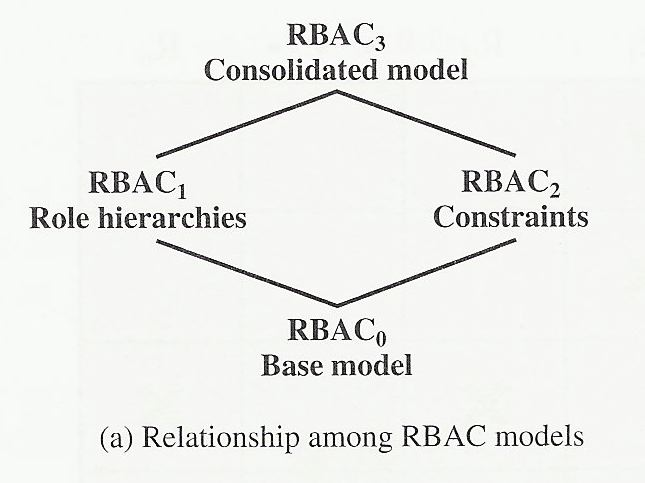 RBAC₃
Consolidated model
RBAC₁
Role hierarchies
RBAC₂
Constraints
RBAC₀
Base model
(a) Relationship among RBAC models